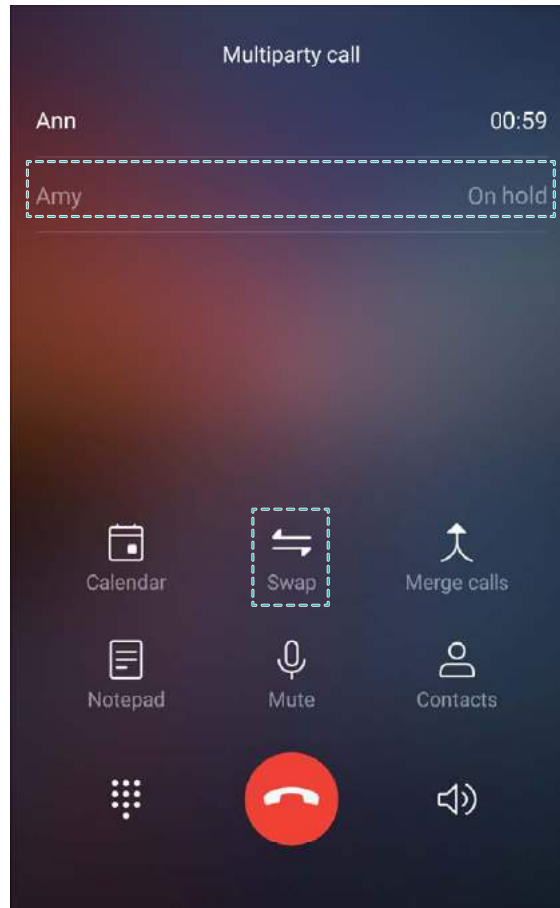 Multiparty call
Ann 00:59
Amy On hold
Calendar Swap Merge calls
Notepad Mute Contacts